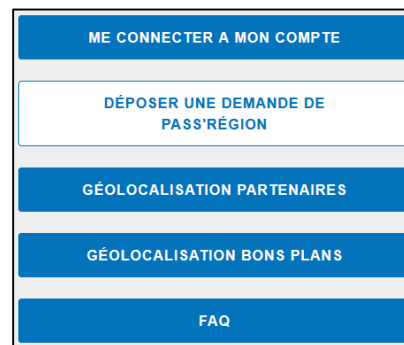 ME CONNECTER A MON COMPTE
DÉPOSER UNE DEMANDE DE
PASS'RÉGION
GÉOLOCALISATION PARTENAIRES
GÉOLOCALISATION BONS PLANS
FAQ